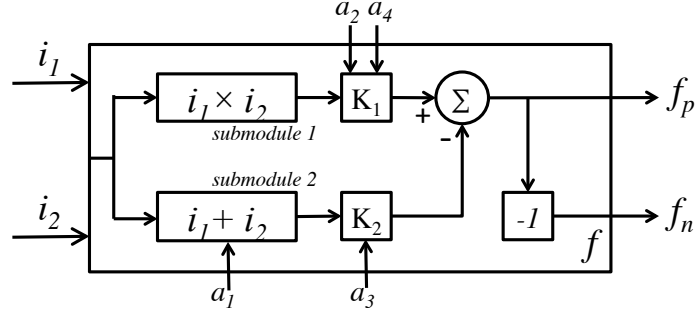 a₂ a₄
i₁
i₁ × i₂
K₁
+
Σ
-
fₚ
submodule 1
submodule 2
i₂
i₁ + i₂
K₂
-1
f
fₙ
a₁
a₃